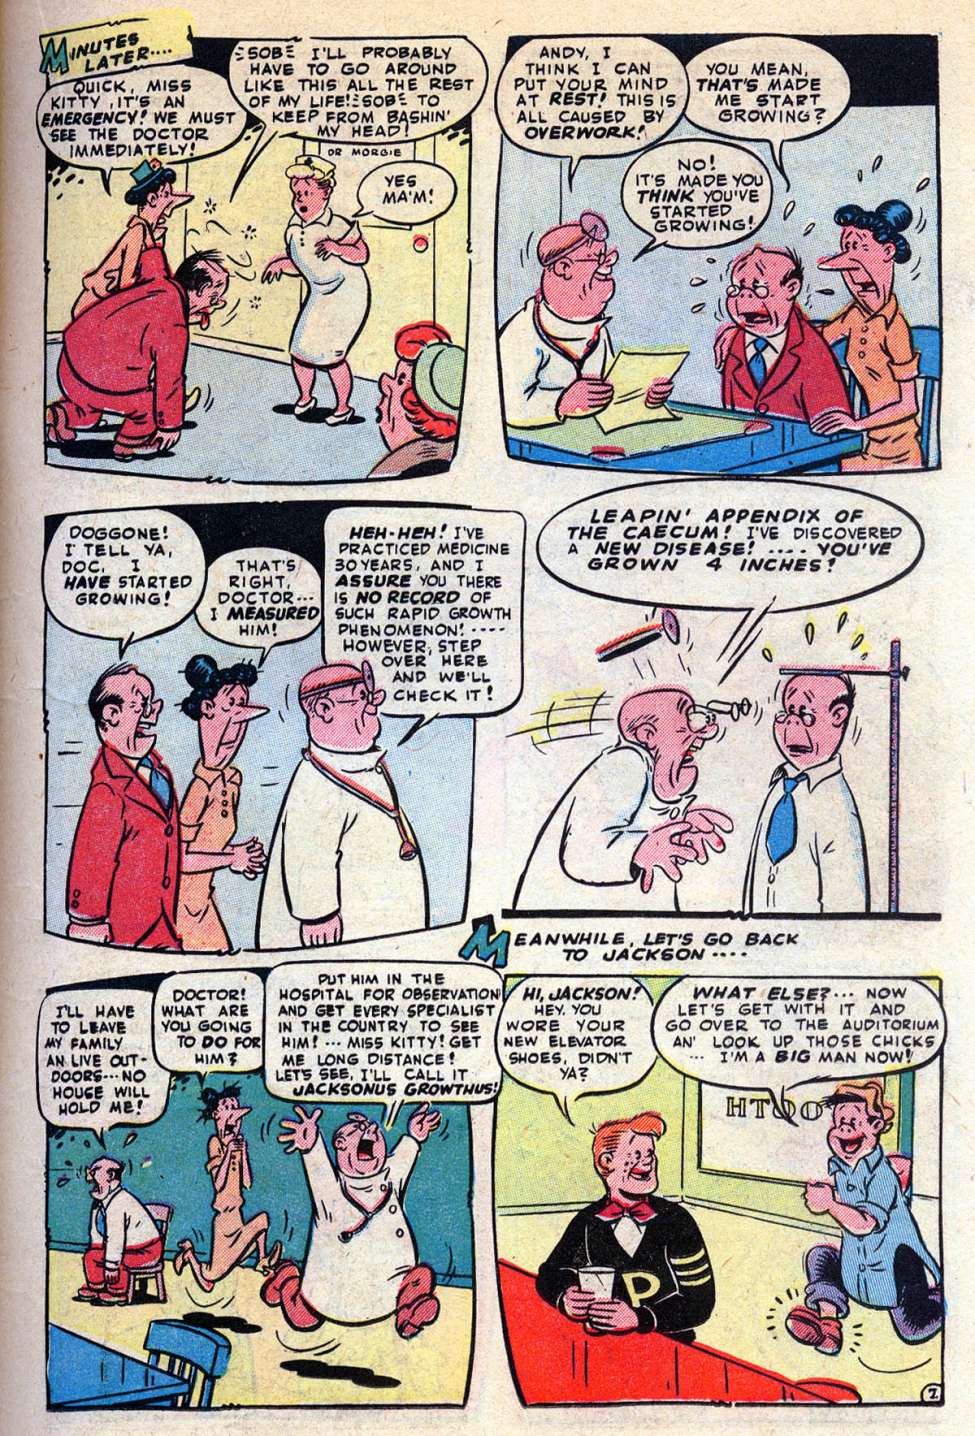 MINUTES
LATER....
QUICK, MISS
KITTY, IT'S AN
EMERGENCY! WE MUST
SEE THE DOCTOR
IMMEDIATELY!
SOB I'LL PROBABLY
HAVE TO GO AROUND
LIKE THIS ALL THE REST
OF MY LIFE! SOB TO
KEEP FROM BASHIN'
MY HEAD!
DR MORGIE
YES
MA'M!
ANDY, I
THINK I CAN
PUT YOUR MIND
AT REST! THIS IS
ALL CAUSED BY
OVERWORK!
YOU MEAN,
THAT'S MADE
ME START
GROWING?
NO!
IT'S MADE YOU
THINK YOU'VE
STARTED
GROWING!
DOGGONE!
I TELL YA,
DOC, I
HAVE STARTED
GROWING!
THAT'S
RIGHT,
DOCTOR...
I MEASURED
HIM!
HEH-HEH! I'VE
PRACTICED MEDICINE
30 YEARS, AND I
ASSURE YOU THERE
IS NO RECORD OF
SUCH RAPID GROWTH
PHENOMENON! ....
HOWEVER, STEP
OVER HERE
AND WE'LL
CHECK IT!
LEAPIN' APPENDIX OF
THE CAECUM! I'VE DISCOVERED
A NEW DISEASE! .... YOU'VE
GROWN 4 INCHES!
I'LL HAVE
TO LEAVE
MY FAMILY
AN LIVE OUT-
DOORS... NO
HOUSE WILL
HOLD ME!
DOCTOR!
WHAT ARE
YOU GOING
TO DO FOR
HIM?
PUT HIM IN THE
HOSPITAL FOR OBSERVATION
AND GET EVERY SPECIALIST
IN THE COUNTRY TO SEE
HIM! ... MISS KITTY! GET
ME LONG DISTANCE!
LET'S SEE, I'LL CALL IT
JACKSONUS GROWTHUS!
MEANWHILE, LET'S GO BACK
TO JACKSON ....
HI, JACKSON!
HEY, YOU
WORE YOUR
NEW ELEVATOR
SHOES, DIDN'T
YA?
WHAT ELSE?... NOW
LET'S GET WITH IT AND
GO OVER TO THE AUDITORIUM
AN' LOOK UP THOSE CHICKS
... I'M A BIG MAN NOW!
HTOO
P
7